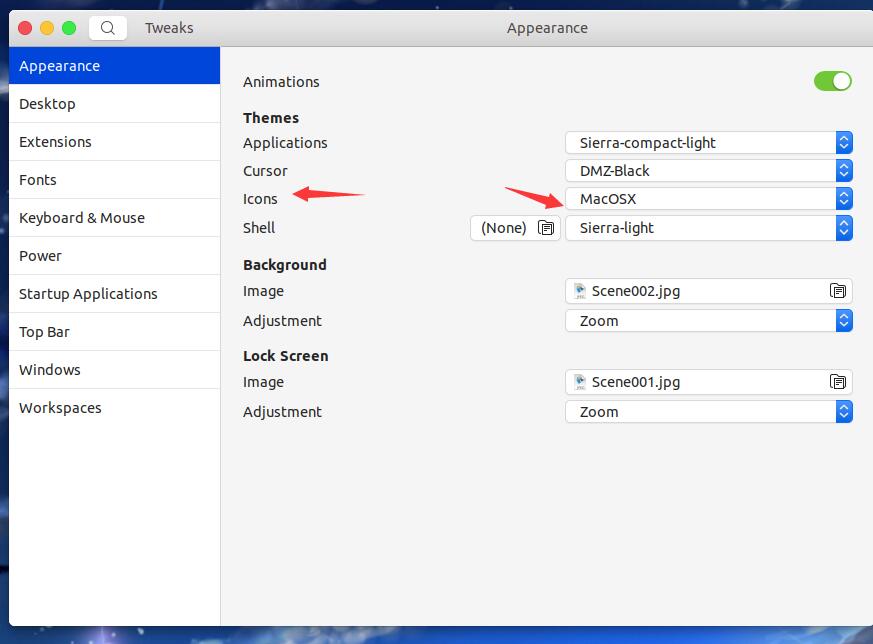 Tweaks Appearance
Appearance
Desktop
Extensions
Fonts
Keyboard & Mouse
Power
Startup Applications
Top Bar
Windows
Workspaces
Animations
Themes
Applications Sierra-compact-light
Cursor DMZ-Black
Icons MacOSX
Shell (None) Sierra-light
Background
Image Scene002.jpg
Adjustment Zoom
Lock Screen
Image Scene001.jpg
Adjustment Zoom